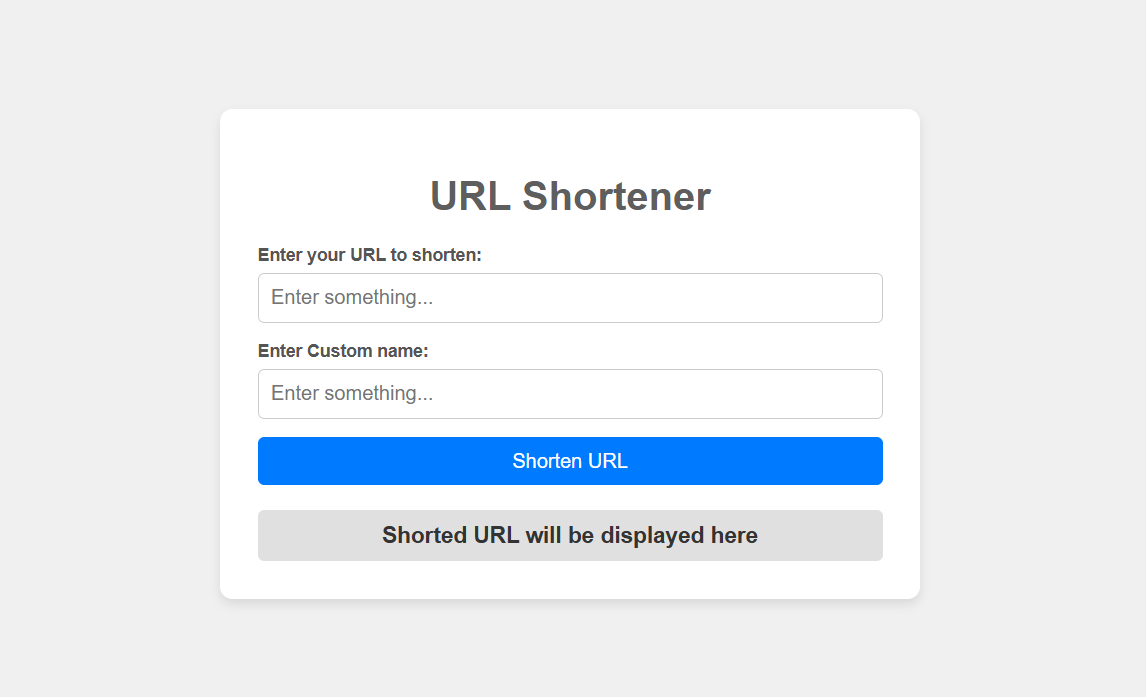 URL Shortener
Enter your URL to shorten:
Enter something...
Enter Custom name:
Enter something...
Shorten URL
Shorted URL will be displayed here